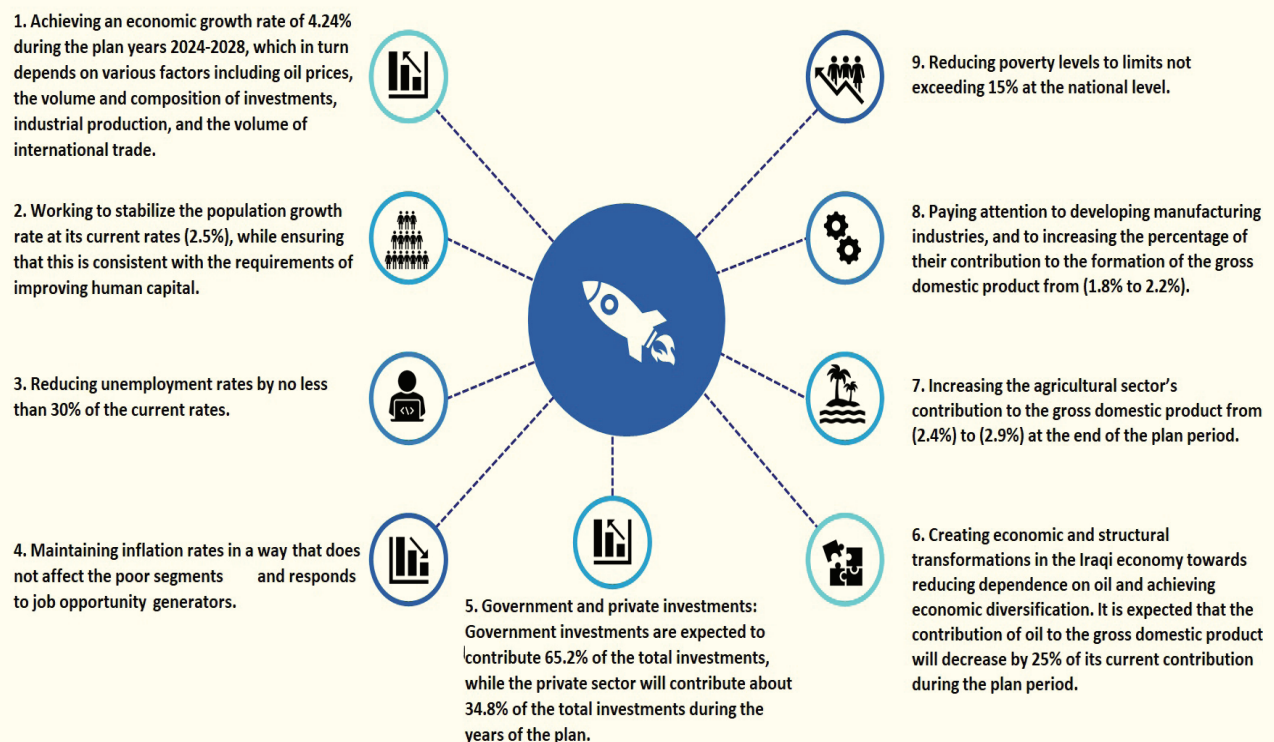 1. Achieving an economic growth rate of 4.24%
during the plan years 2024-2028, which in turn
depends on various factors including oil prices,
the volume and composition of investments,
industrial production, and the volume of
international trade.
2. Working to stabilize the population growth
rate at its current rates (2.5%), while ensuring
that this is consistent with the requirements of
improving human capital.
3. Reducing unemployment rates by no less
than 30% of the current rates.
4. Maintaining inflation rates in a way that does
not affect the poor segments and responds
to job opportunity generators.
5. Government and private investments:
Government investments are expected to
contribute 65.2% of the total investments,
while the private sector will contribute about
34.8% of the total investments during the
years of the plan.
6. Creating economic and structural
transformations in the Iraqi economy towards
reducing dependence on oil and achieving
economic diversification. It is expected that the
contribution of oil to the gross domestic product
will decrease by 25% of its current contribution
during the plan period.
7. Increasing the agricultural sector’s
contribution to the gross domestic product from
(2.4%) to (2.9%) at the end of the plan period.
8. Paying attention to developing manufacturing
industries, and to increasing the percentage of
their contribution to the formation of the gross
domestic product from (1.8% to 2.2%).
9. Reducing poverty levels to limits not
exceeding 15% at the national level.